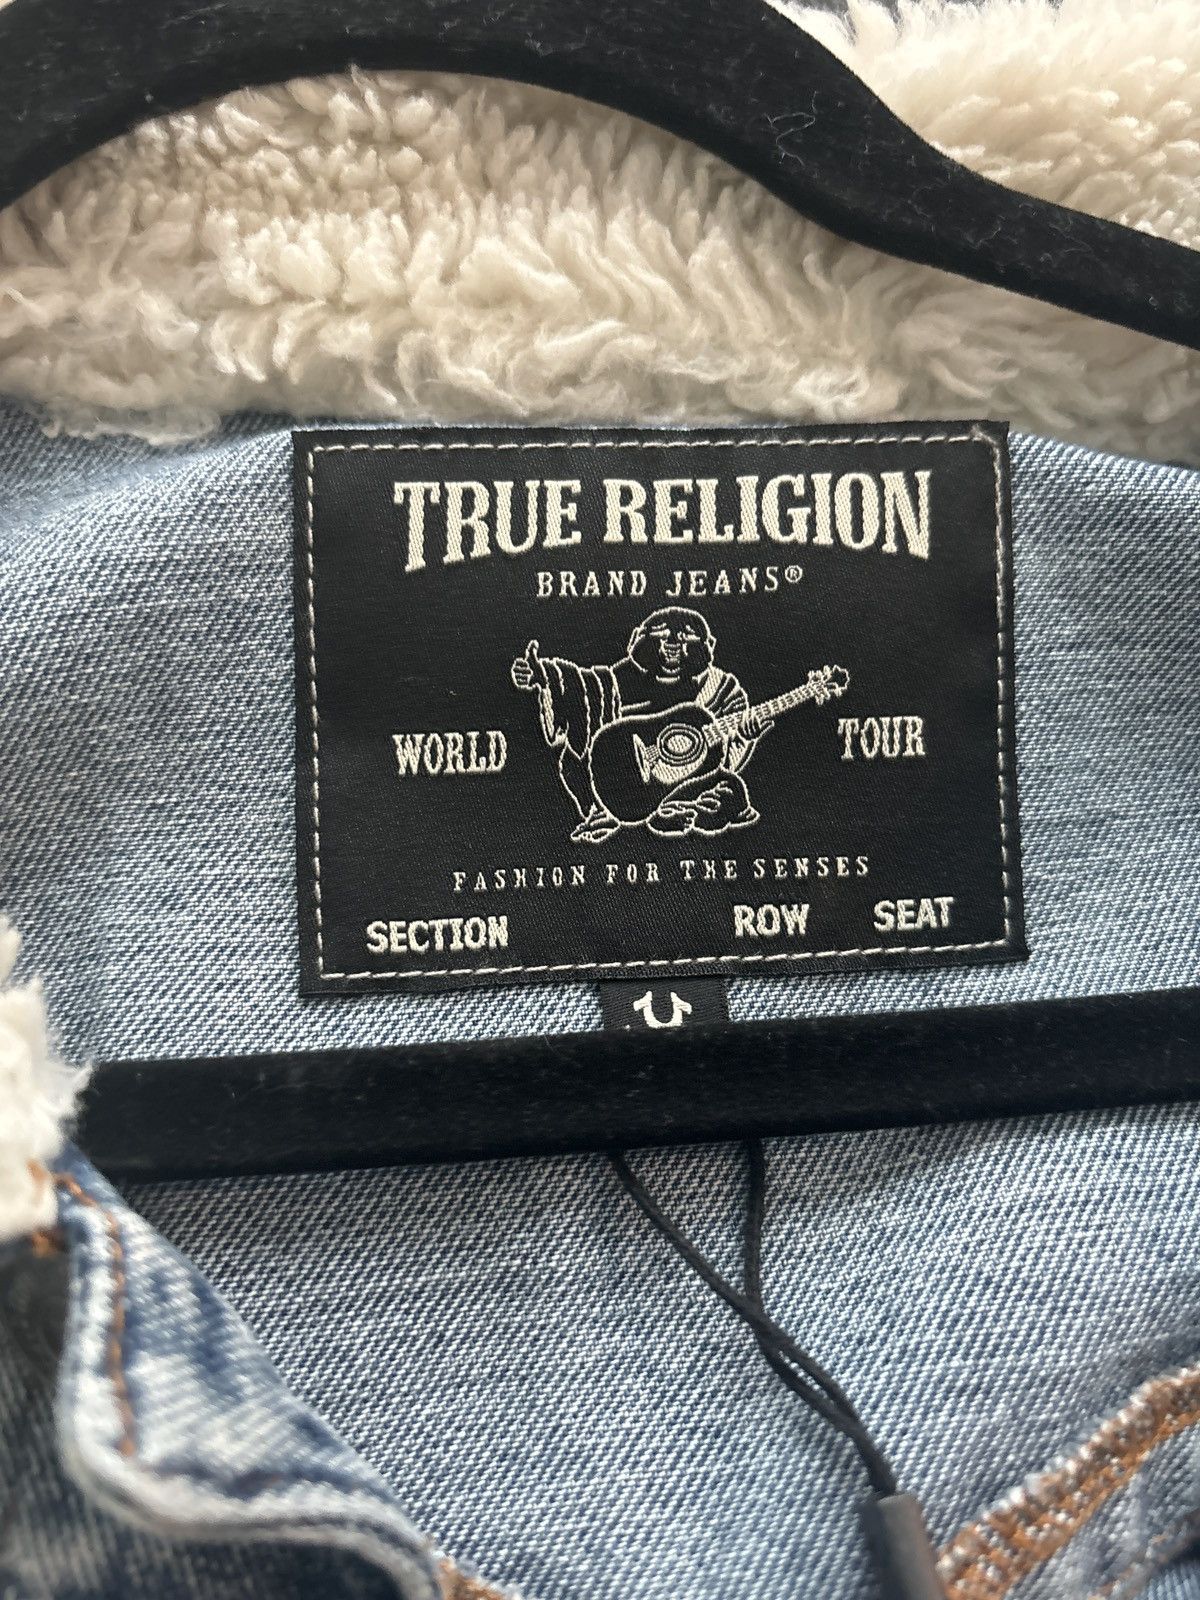 TRUE RELIGION
BRAND JEANS®
WORLD TOUR
FASHION FOR THE SENSES
SECTION ROW SEAT